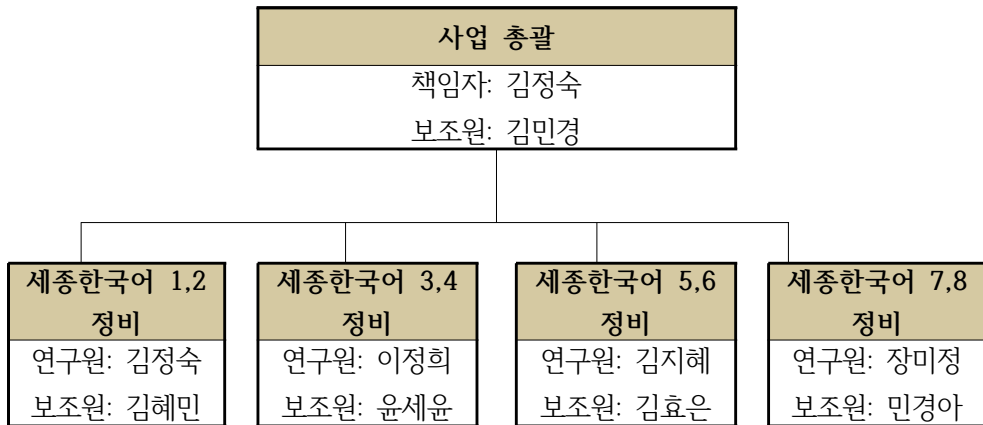 사업 총괄
책임자: 김정숙
보조원: 김민경
세종한국어 1,2
정비
연구원: 김정숙
보조원: 김혜민
세종한국어 3,4
정비
연구원: 이정희
보조원: 윤세윤
세종한국어 5,6
정비
연구원: 김지혜
보조원: 김효은
세종한국어 7,8
정비
연구원: 장미정
보조원: 민경아